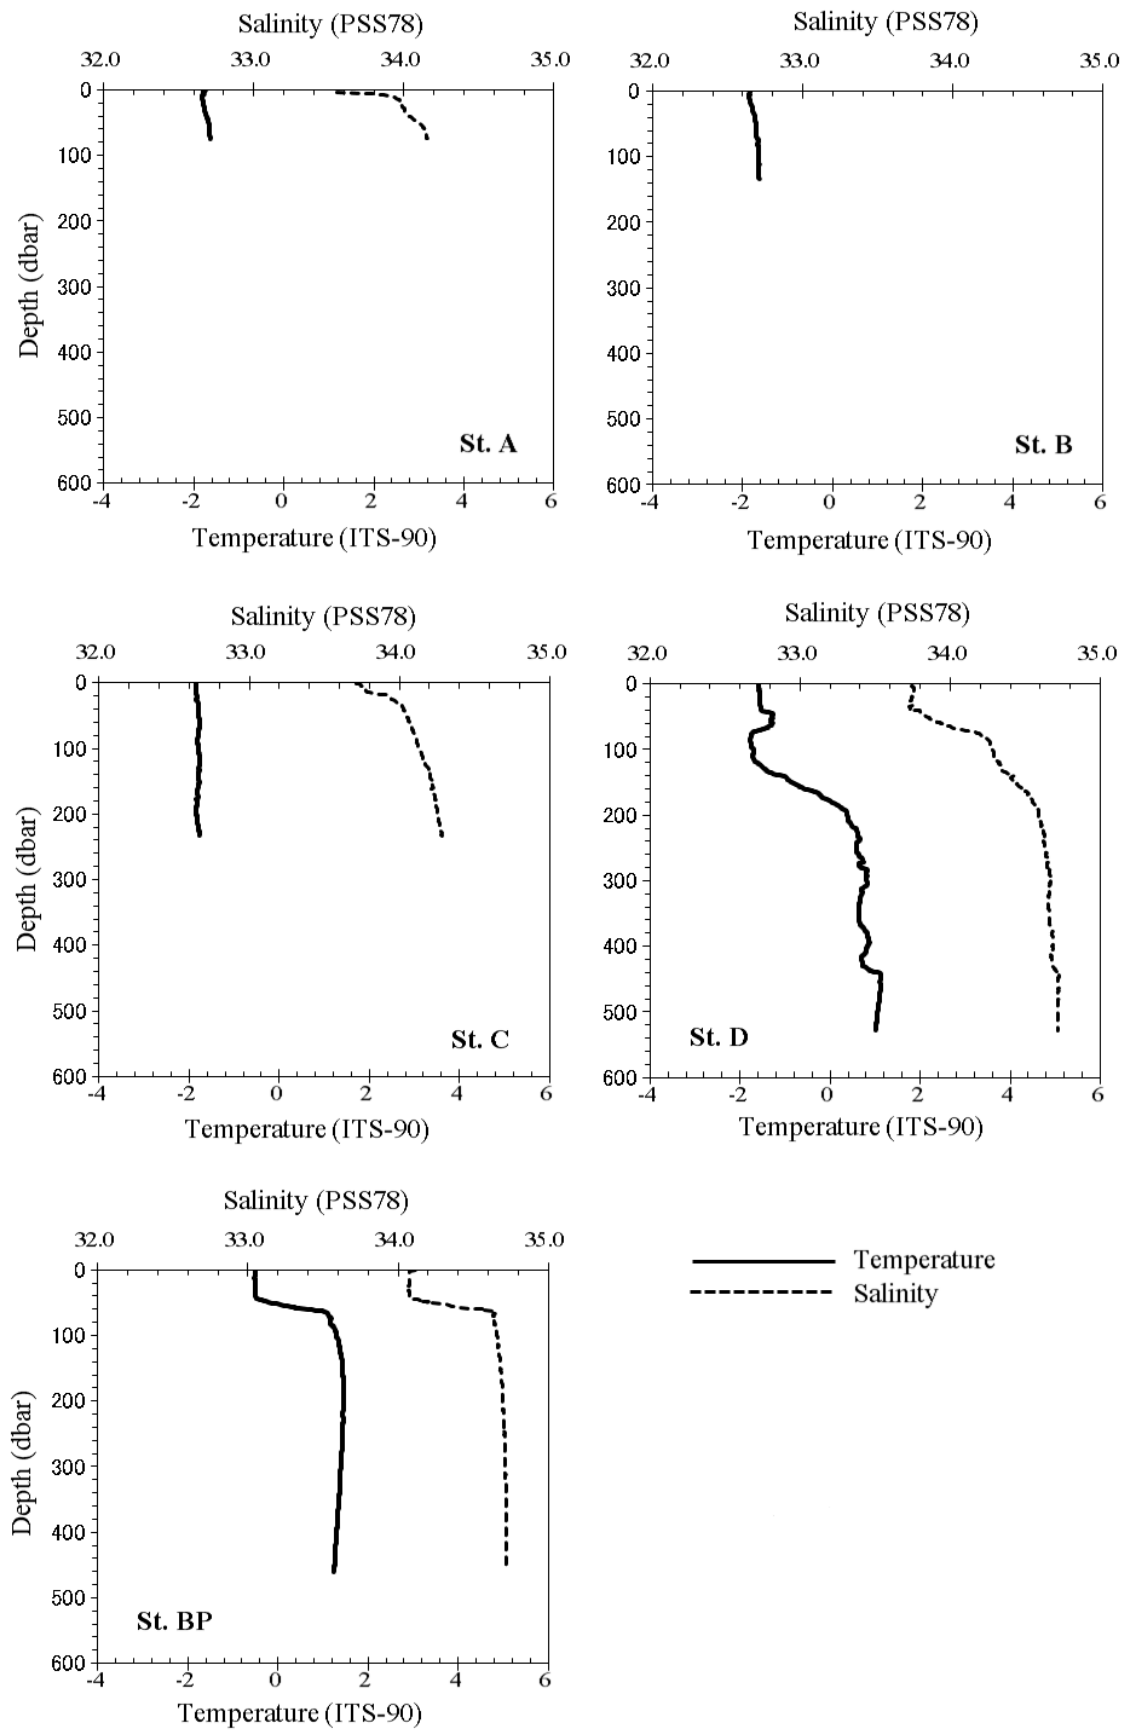 Salinity (PSS78)
32.0 33.0 34.0 35.0
0
100
200
300
400
500
600
Depth (dbar)
St. A
-4 -2 0 2 4 6
Temperature (ITS-90)
Salinity (PSS78)
32.0 33.0 34.0 35.0
0
100
200
300
400
500
600
St. B
-4 -2 0 2 4 6
Temperature (ITS-90)
Salinity (PSS78)
32.0 33.0 34.0 35.0
0
100
200
300
400
500
600
Depth (dbar)
St. C
-4 -2 0 2 4 6
Temperature (ITS-90)
Salinity (PSS78)
32.0 33.0 34.0 35.0
0
100
200
300
400
500
600
St. D
-4 -2 0 2 4 6
Temperature (ITS-90)
Salinity (PSS78)
32.0 33.0 34.0 35.0
0
100
200
300
400
500
600
Depth (dbar)
St. BP
-4 -2 0 2 4 6
Temperature (ITS-90)
Temperature
Salinity